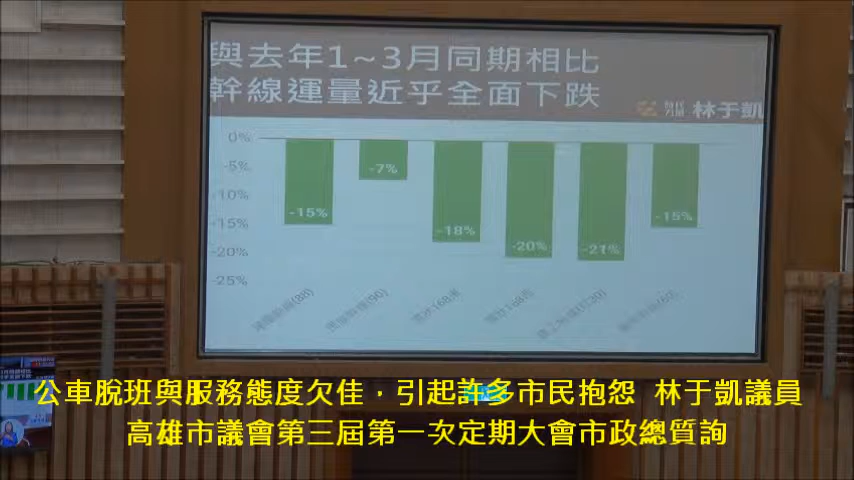 與去年1~3月同期相比
幹線運量近乎全面下跌
時代力量 林于凱
0%
-5%
-10%
-15%
-20%
-25%
-15%
-7%
-18%
-20%
-21%
-15%
公車脫班與服務態度欠佳，引起許多市民抱怨 林于凱議員
高雄市議會第三屆第一次定期大會市政總質詢